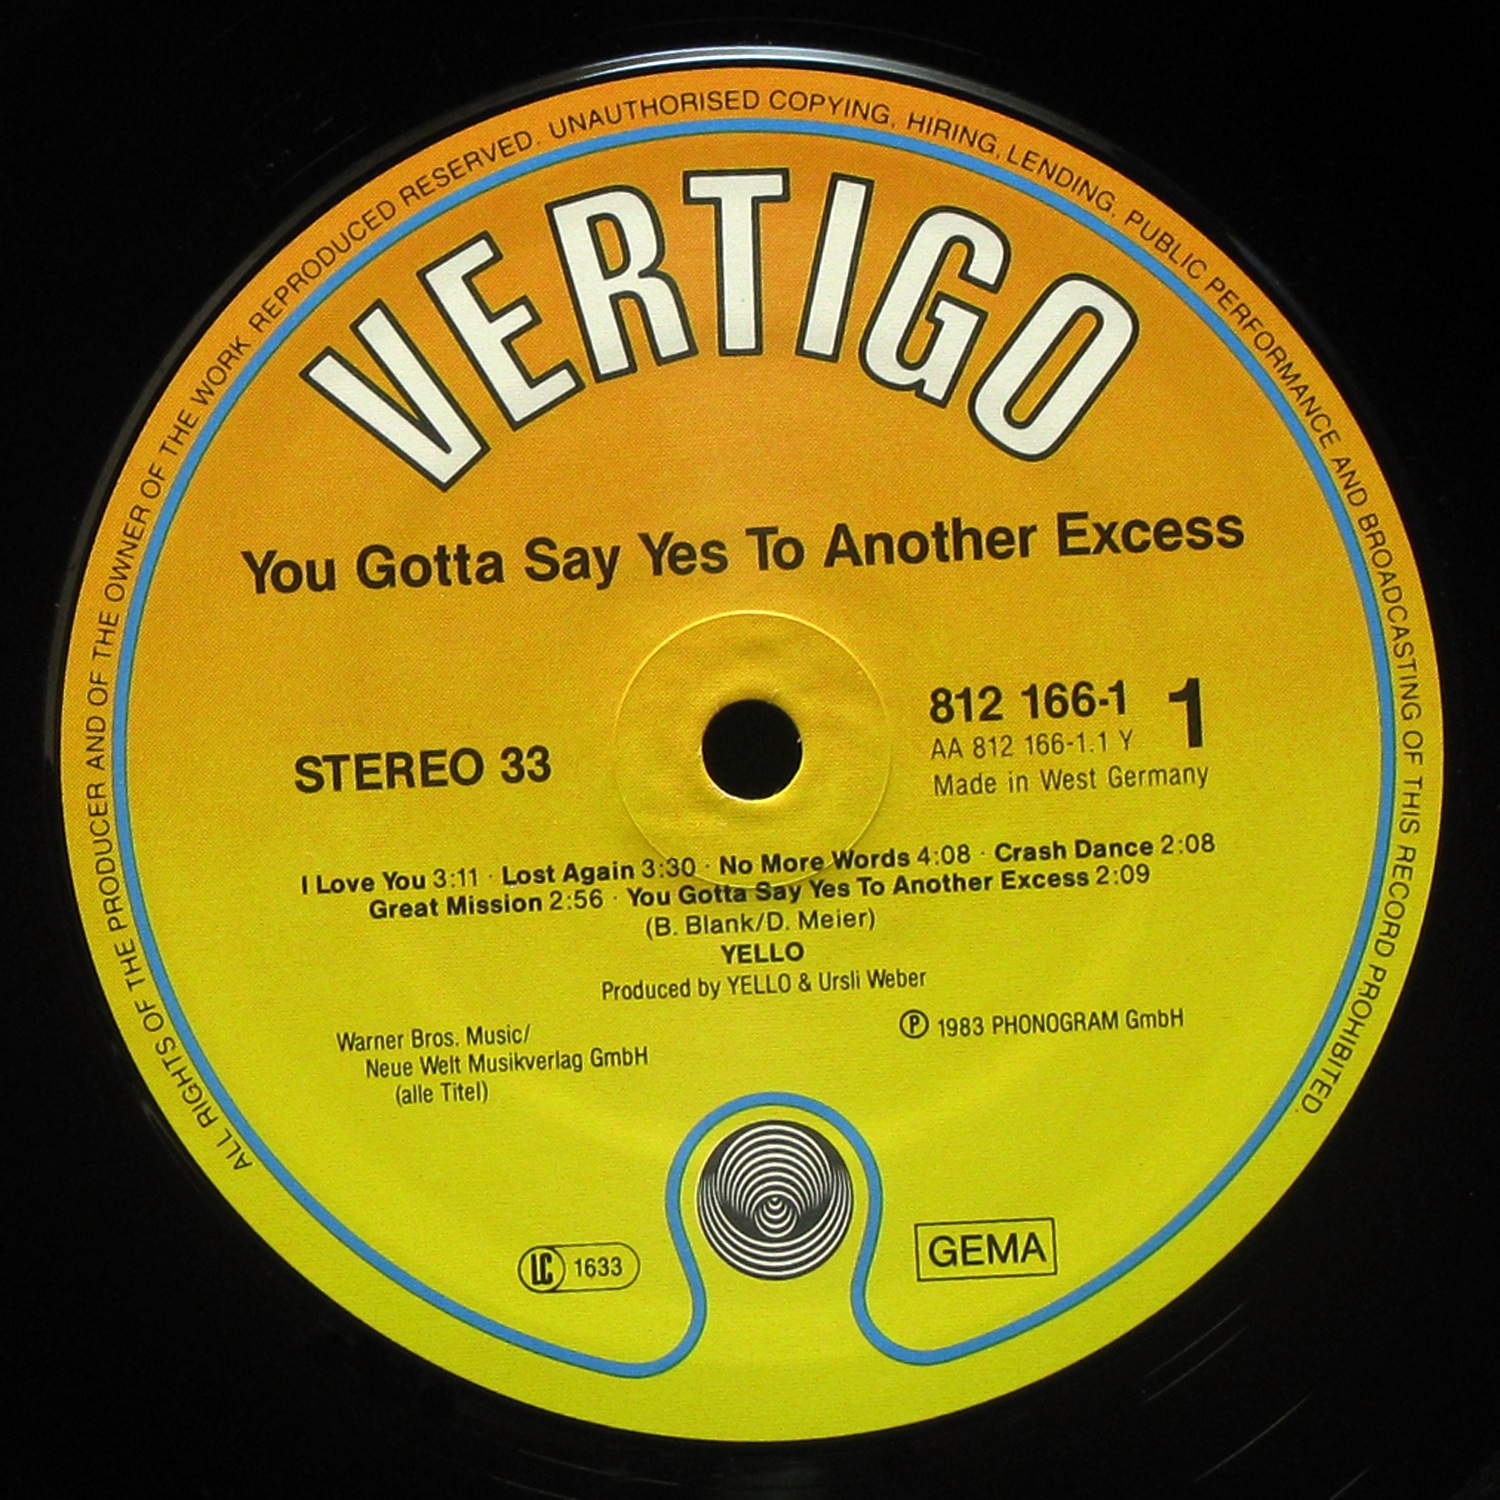 ALL RIGHTS OF THE PRODUCER AND OF THE OWNER OF THE WORK REPRODUCED RESERVED. UNAUTHORISED COPYING, HIRING, LENDING, PUBLIC PERFORMANCE AND BROADCASTING OF THIS RECORD PROHIBITED.
VERTIGO
You Gotta Say Yes To Another Excess
STEREO 33
812 166-1 1
AA 812 166-1.1 Y
Made in West Germany
I Love You 3:11 · Lost Again 3:30 · No More Words 4:08 · Crash Dance 2:08
Great Mission 2:56 · You Gotta Say Yes To Another Excess 2:09
(B. Blank/D. Meier)
YELLO
Produced by YELLO & Ursli Weber
Warner Bros. Music/
Neue Welt Musikverlag GmbH
(alle Titel)
Ⓟ 1983 PHONOGRAM GmbH
LC 1633
GEMA